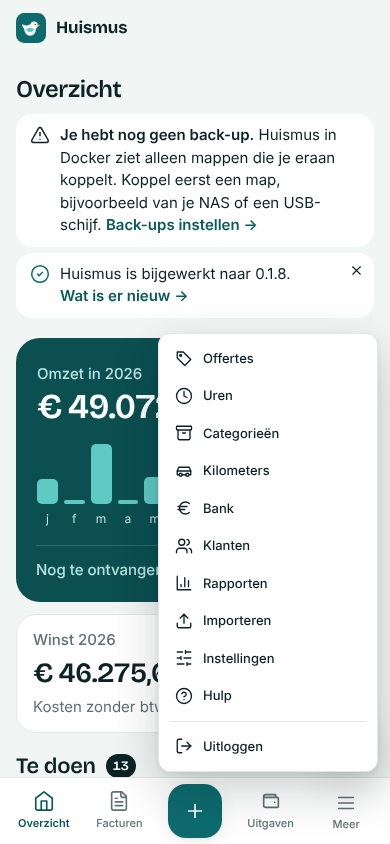 Huismus
Overzicht
Je hebt nog geen back-up. Huismus in
Docker ziet alleen mappen die je eraan
koppelt. Koppel eerst een map,
bijvoorbeeld van je NAS of een USB-
schijf. Back-ups instellen →
Huismus is bijgewerkt naar 0.1.8.
Wat is er nieuw →
Omzet in 2026
€ 49.072
j f m a m
Nog te ontvangen
Winst 2026
€ 46.275,
Kosten zonder btw
Te doen 13
Offertes
Uren
Categorieën
Kilometers
Bank
Klanten
Rapporten
Importeren
Instellingen
Hulp
Uitloggen
Overzicht
Facturen
Uitgaven
Meer